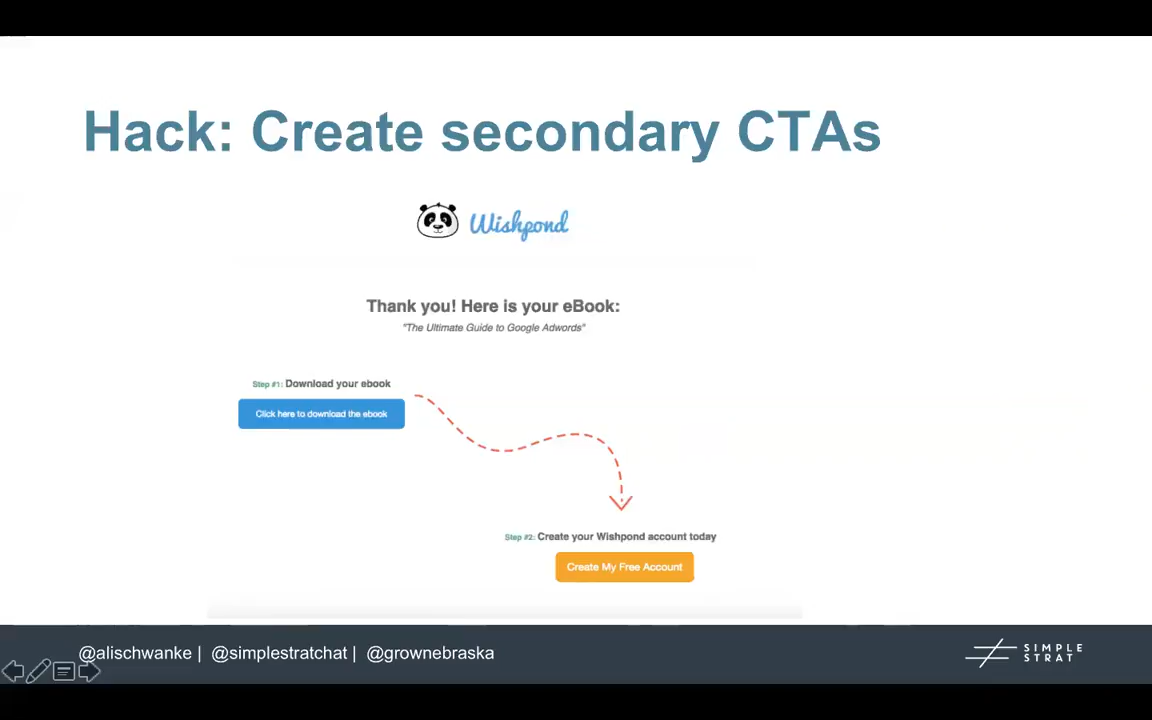 Hack: Create secondary CTAs
Wishpond
Thank you! Here is your eBook:
"The Ultimate Guide to Google Adwords"
Step #1: Download your ebook
Click here to download the ebook
Step #2: Create your Wishpond account today
Create My Free Account
@alischwanke | @simplestratchat | @grownebraska
SIMPLE
STRAT